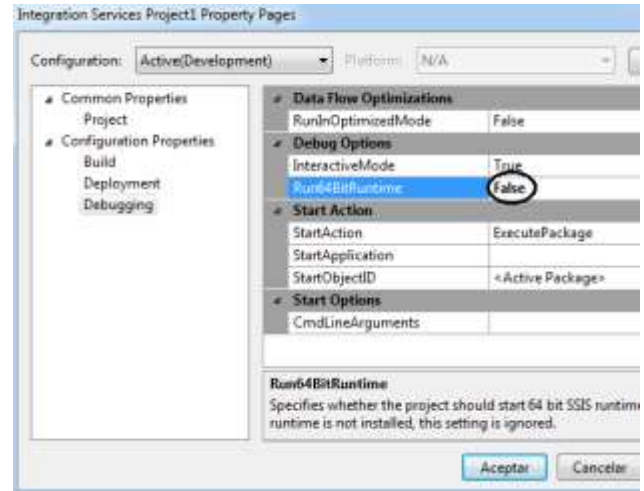 Integration Services Project1 Property Pages
Configuration: Active(Development) Platform: N/A
Common Properties
Project
Configuration Properties
Build
Deployment
Debugging
Data Flow Optimizations
RunInOptimizedMode False
Debug Options
InteractiveMode True
Run64BitRuntime False
Start Action
StartAction ExecutePackage
StartApplication
StartObjectID <Active Package>
Start Options
CmdLineArguments
Run64BitRuntime
Specifies whether the project should start 64 bit SSIS runtime
runtime is not installed, this setting is ignored.
Aceptar Cancelar